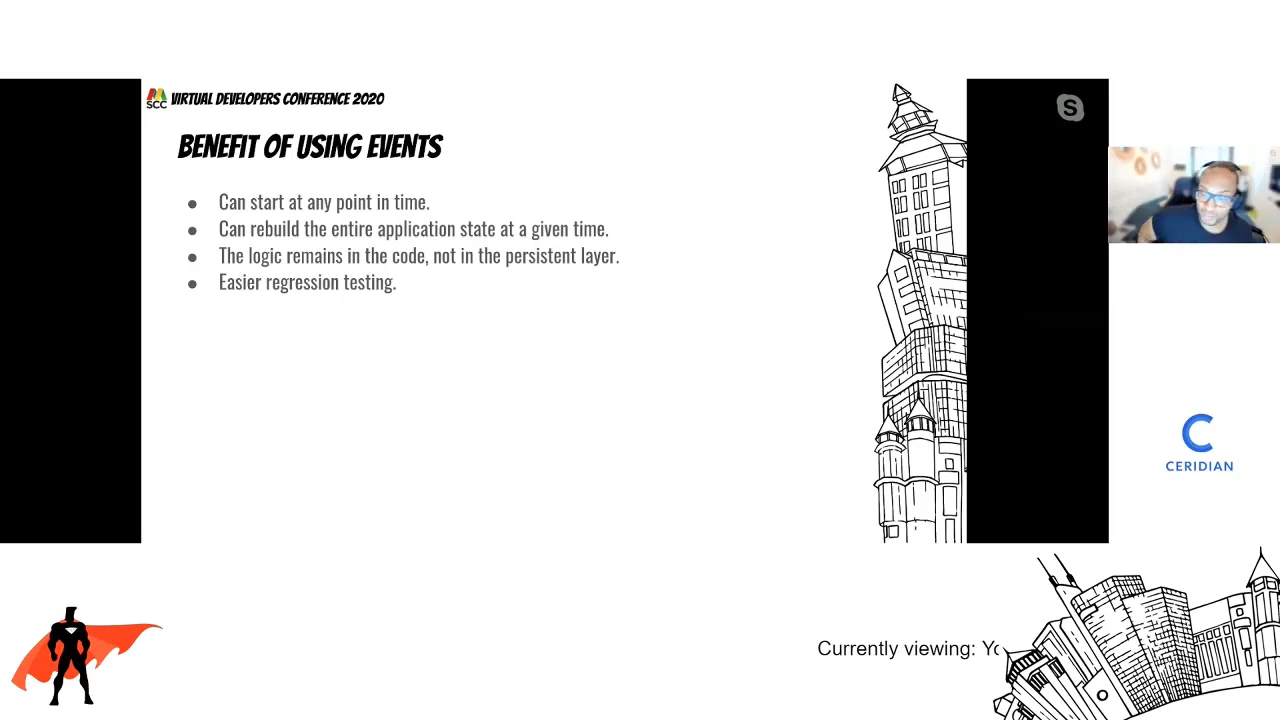 SCC VIRTUAL DEVELOPERS CONFERENCE 2020
BENEFIT OF USING EVENTS
● Can start at any point in time.
● Can rebuild the entire application state at a given time.
● The logic remains in the code, not in the persistent layer.
● Easier regression testing.
S
C
CERIDIAN
Currently viewing: